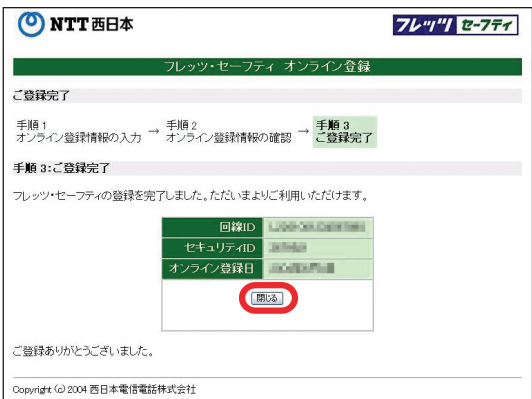 NTT西日本
フレッツ セーフティ
フレッツ・セーフティ オンライン登録
ご登録完了
手順 1
オンライン登録情報の入力
→
手順 2
オンライン登録情報の確認
→
手順 3
ご登録完了
手順 3:ご登録完了
フレッツ・セーフティの登録を完了しました。ただいまよりご利用いただけます。
回線ID
セキュリティID
オンライン登録日
閉じる
ご登録ありがとうございました。
Copyright (c) 2004 西日本電信電話株式会社